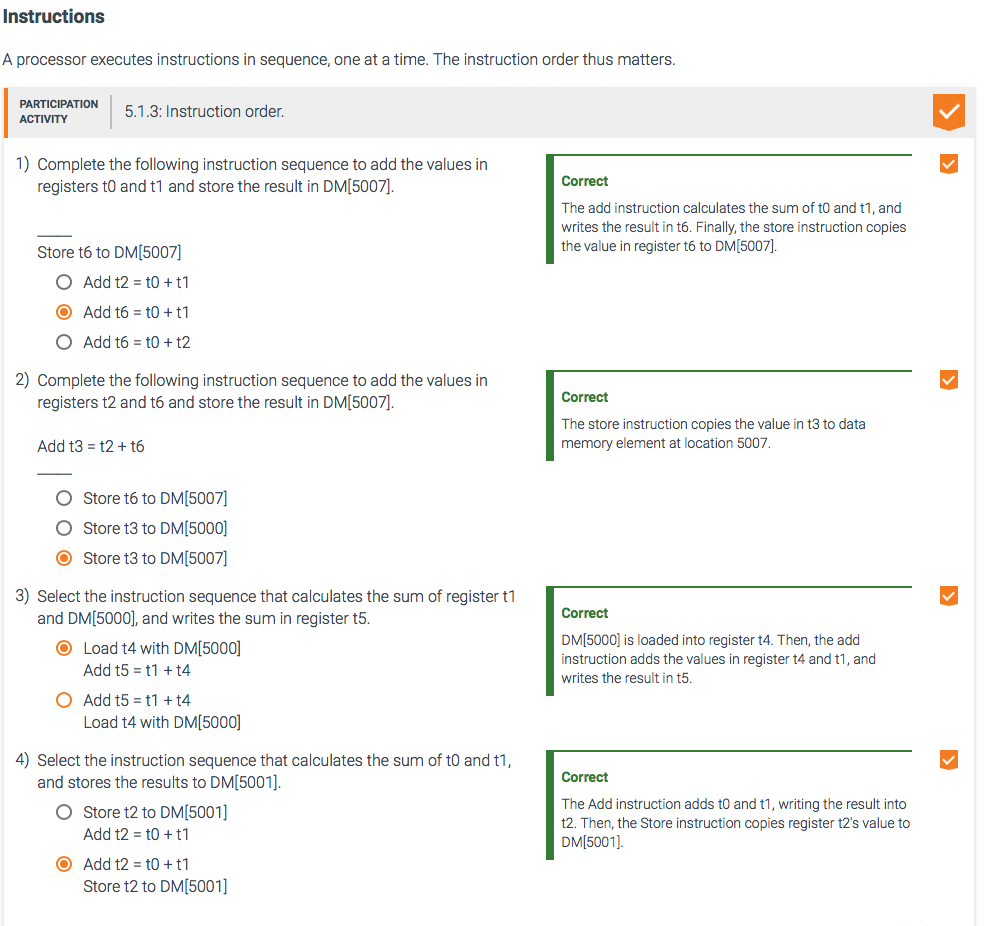 Instructions
A processor executes instructions in sequence, one at a time. The instruction order thus matters.
PARTICIPATION
ACTIVITY
5.1.3: Instruction order.
1) Complete the following instruction sequence to add the values in
registers t0 and t1 and store the result in DM[5007].
____
Store t6 to DM[5007]
Add t2 = t0 + t1
Add t6 = t0 + t1
Add t6 = t0 + t2
Correct
The add instruction calculates the sum of t0 and t1, and
writes the result in t6. Finally, the store instruction copies
the value in register t6 to DM[5007].
2) Complete the following instruction sequence to add the values in
registers t2 and t6 and store the result in DM[5007].
Add t3 = t2 + t6
____
Store t6 to DM[5007]
Store t3 to DM[5000]
Store t3 to DM[5007]
Correct
The store instruction copies the value in t3 to data
memory element at location 5007.
3) Select the instruction sequence that calculates the sum of register t1
and DM[5000], and writes the sum in register t5.
Load t4 with DM[5000]
Add t5 = t1 + t4
Add t5 = t1 + t4
Load t4 with DM[5000]
Correct
DM[5000] is loaded into register t4. Then, the add
instruction adds the values in register t4 and t1, and
writes the result in t5.
4) Select the instruction sequence that calculates the sum of t0 and t1,
and stores the results to DM[5001].
Store t2 to DM[5001]
Add t2 = t0 + t1
Add t2 = t0 + t1
Store t2 to DM[5001]
Correct
The Add instruction adds t0 and t1, writing the result into
t2. Then, the Store instruction copies register t2's value to
DM[5001].